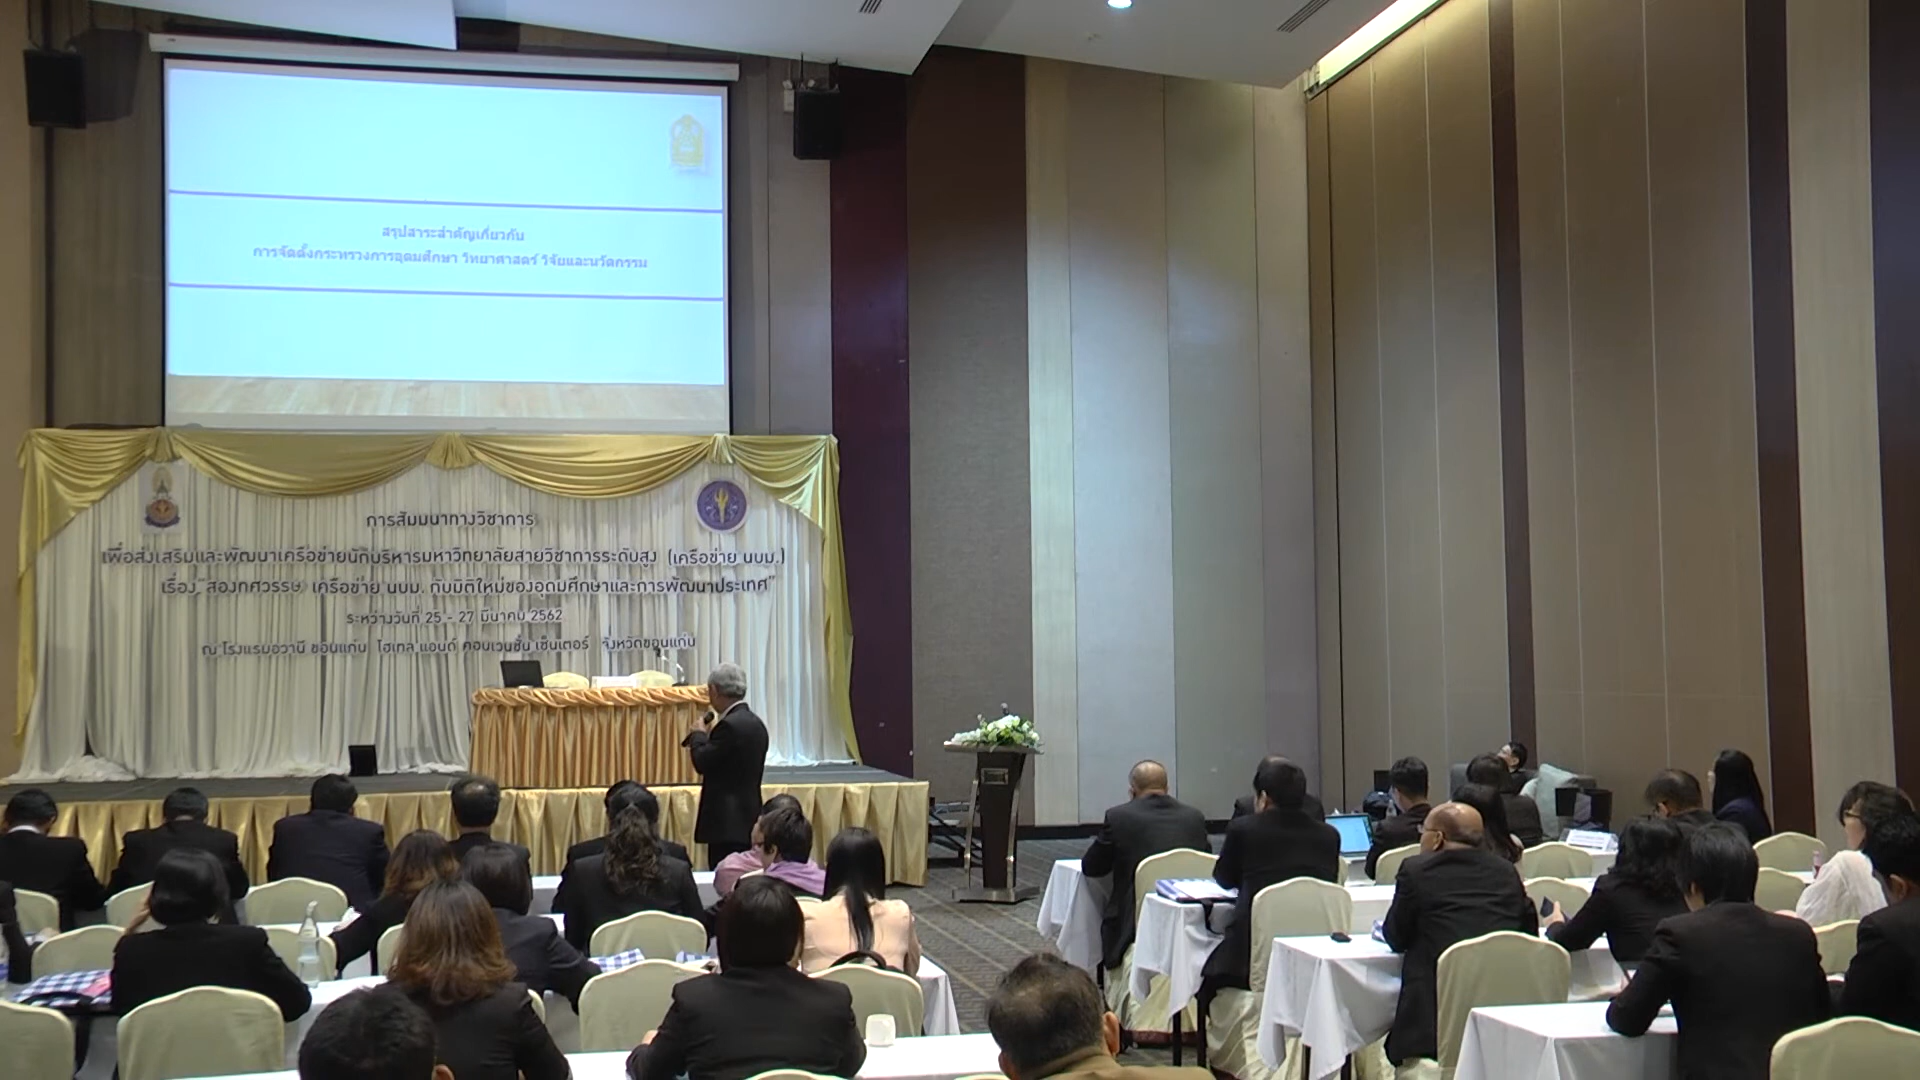 สรุปสาระสำคัญเกี่ยวกับ
การจัดตั้งกระทรวงการอุดมศึกษา วิทยาศาสตร์ วิจัยและนวัตกรรม
การสัมมนาทางวิชาการ
เพื่อส่งเสริมและพัฒนาเครือข่ายนักบริหารมหาวิทยาลัยสายวิชาการระดับสูง (เครือข่าย นบม.)
เรื่อง "สองทศวรรษ เครือข่าย นบม. กับมิติใหม่ของอุดมศึกษาและการพัฒนาประเทศ"
ระหว่างวันที่ 25 - 27 มีนาคม 2562
ณ โรงแรมอวานี ขอนแก่น โฮเทล แอนด์ คอนเวนชั่น เซ็นเตอร์ จังหวัดขอนแก่น